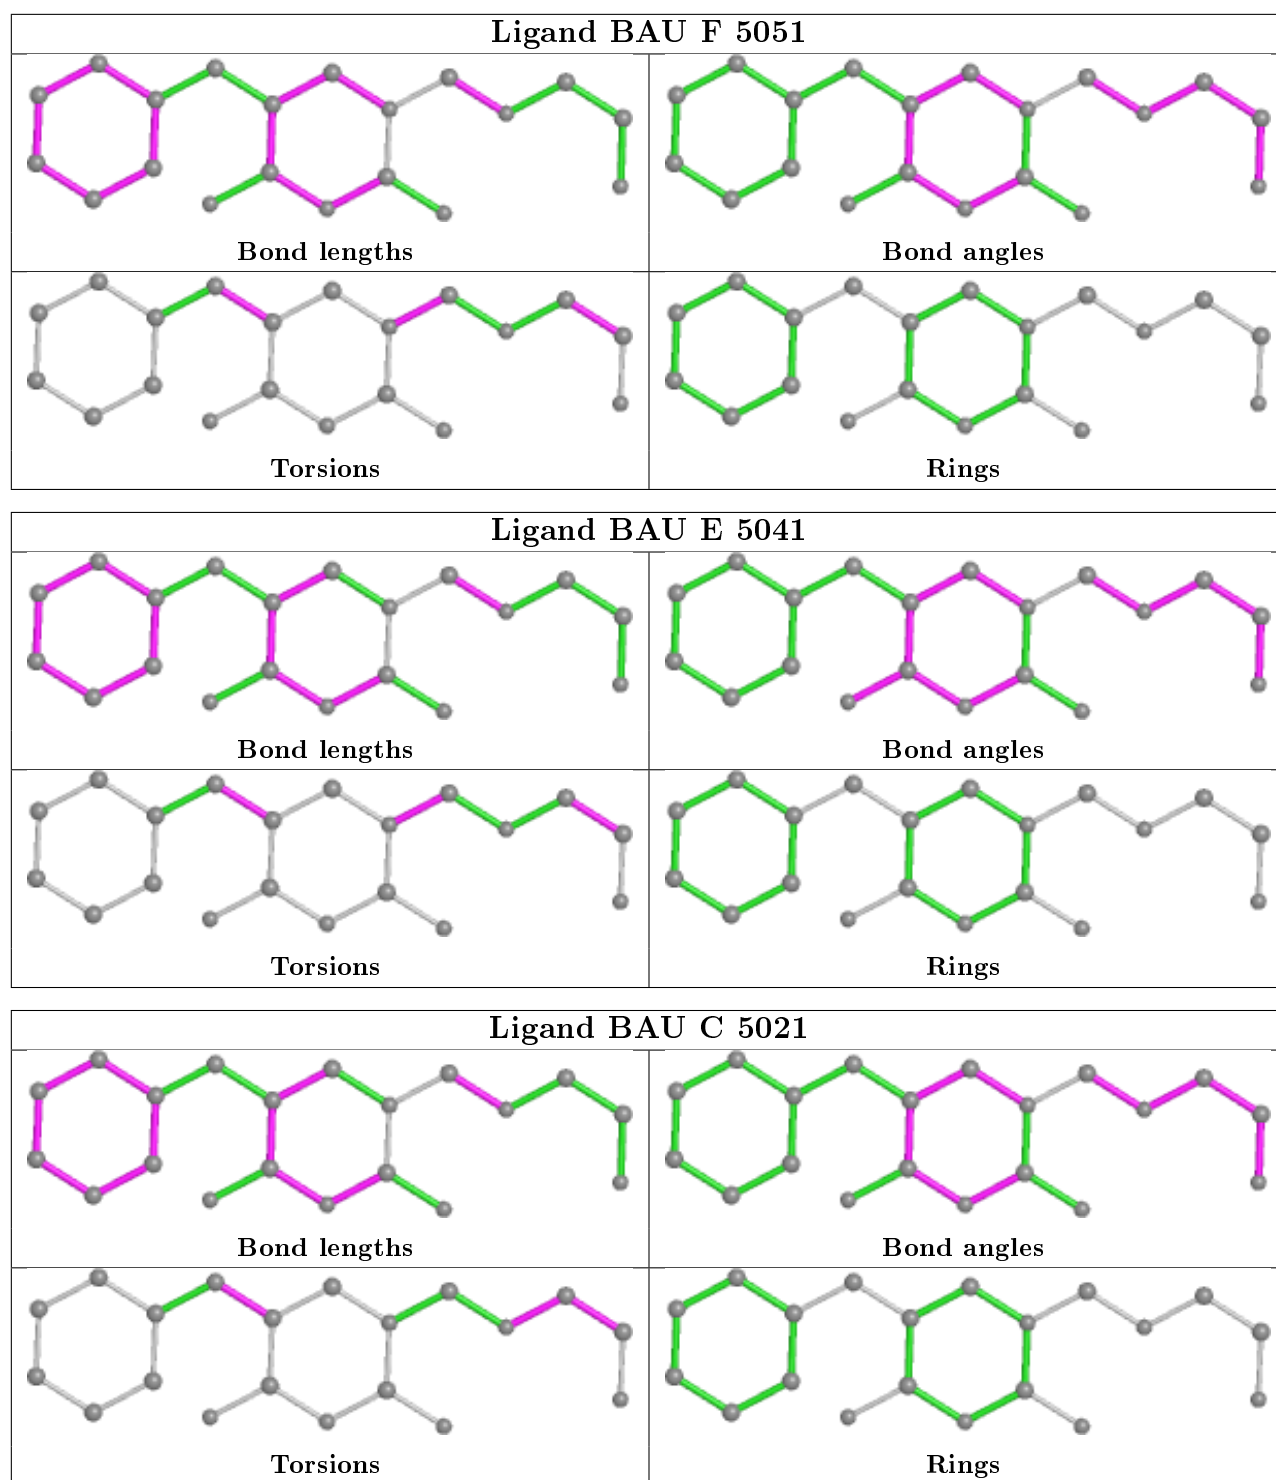 Ligand BAU F 5051
Bond lengths
Bond angles
Torsions
Rings
Ligand BAU E 5041
Bond lengths
Bond angles
Torsions
Rings
Ligand BAU C 5021
Bond lengths
Bond angles
Torsions
Rings